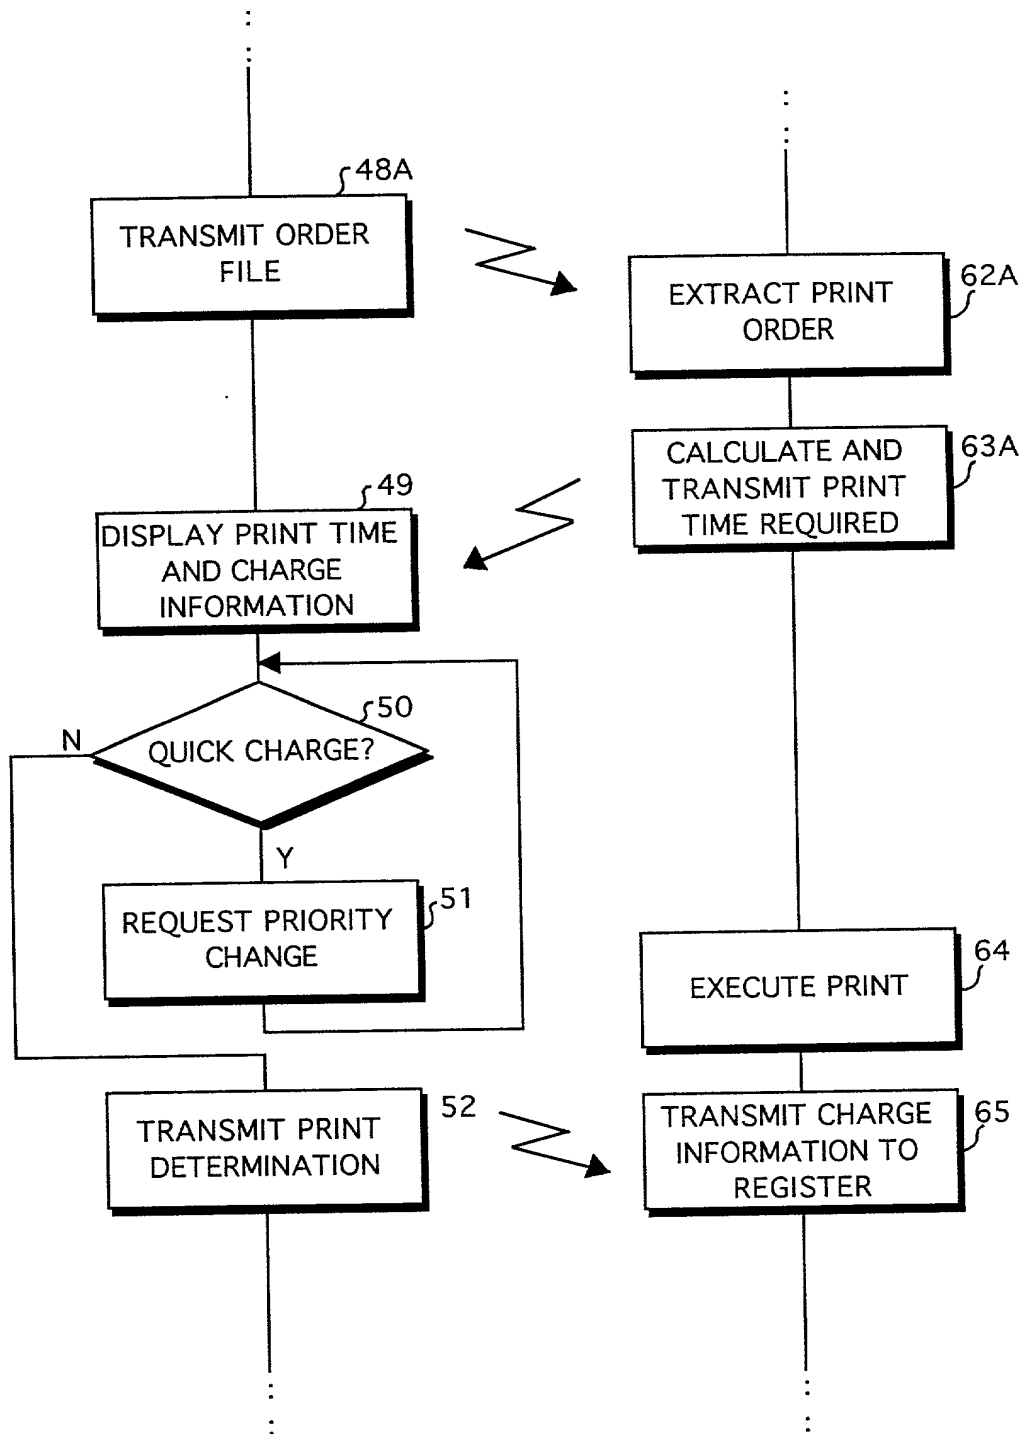 48A
TRANSMIT ORDER
FILE
62A
EXTRACT PRINT
ORDER
63A
CALCULATE AND
TRANSMIT PRINT
TIME REQUIRED
49
DISPLAY PRINT TIME
AND CHARGE
INFORMATION
50
N
QUICK CHARGE?
Y
51
REQUEST PRIORITY
CHANGE
64
EXECUTE PRINT
52
TRANSMIT PRINT
DETERMINATION
65
TRANSMIT CHARGE
INFORMATION TO
REGISTER